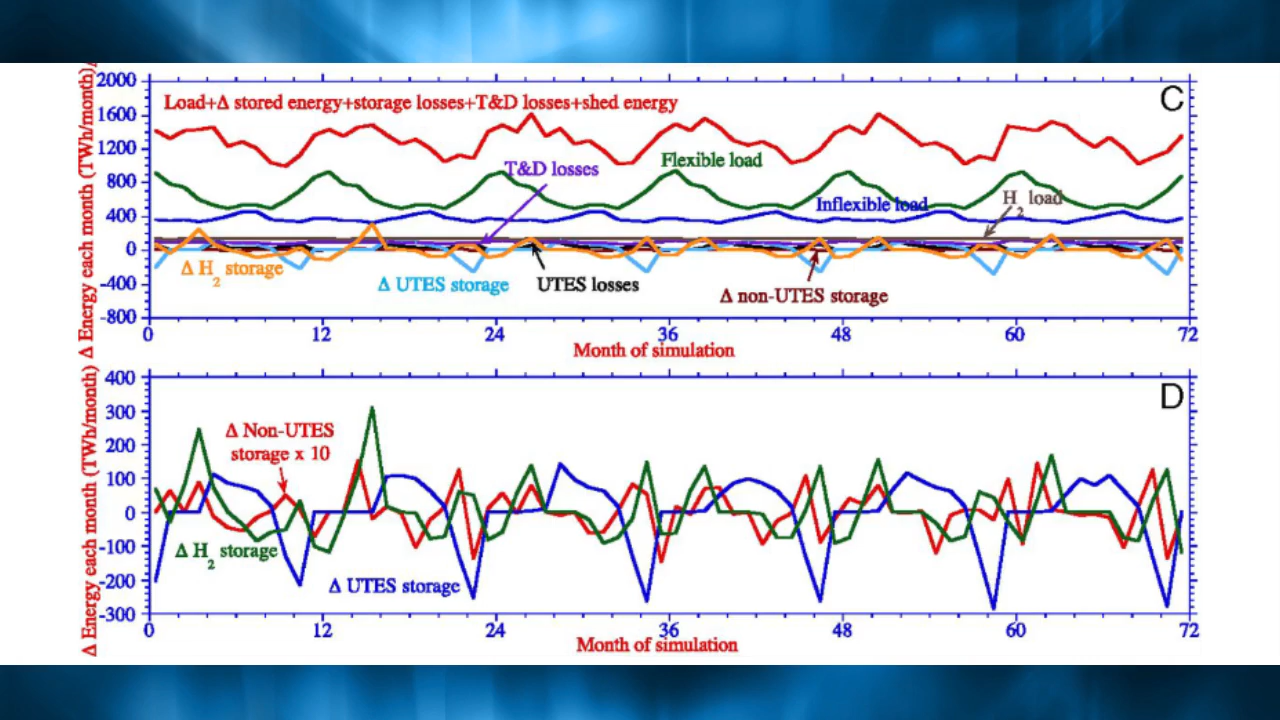 2000
1600
1200
800
400
0
-400
-800
Δ Energy each month (TWh/month)
C
Load+Δ stored energy+storage losses+T&D losses+shed energy
T&D losses
Flexible load
Inflexible load
H2 load
Δ H2 storage
Δ UTES storage
UTES losses
Δ non-UTES storage
0 12 24 36 48 60 72
Month of simulation
400
300
200
100
0
-100
-200
-300
Δ Energy each month (TWh/month)
D
Δ Non-UTES
storage x 10
Δ H2 storage
Δ UTES storage
0 12 24 36 48 60 72
Month of simulation